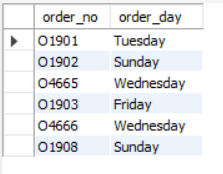 order_no order_day
O1901 Tuesday
O1902 Sunday
O4665 Wednesday
O1903 Friday
O4666 Wednesday
O1908 Sunday